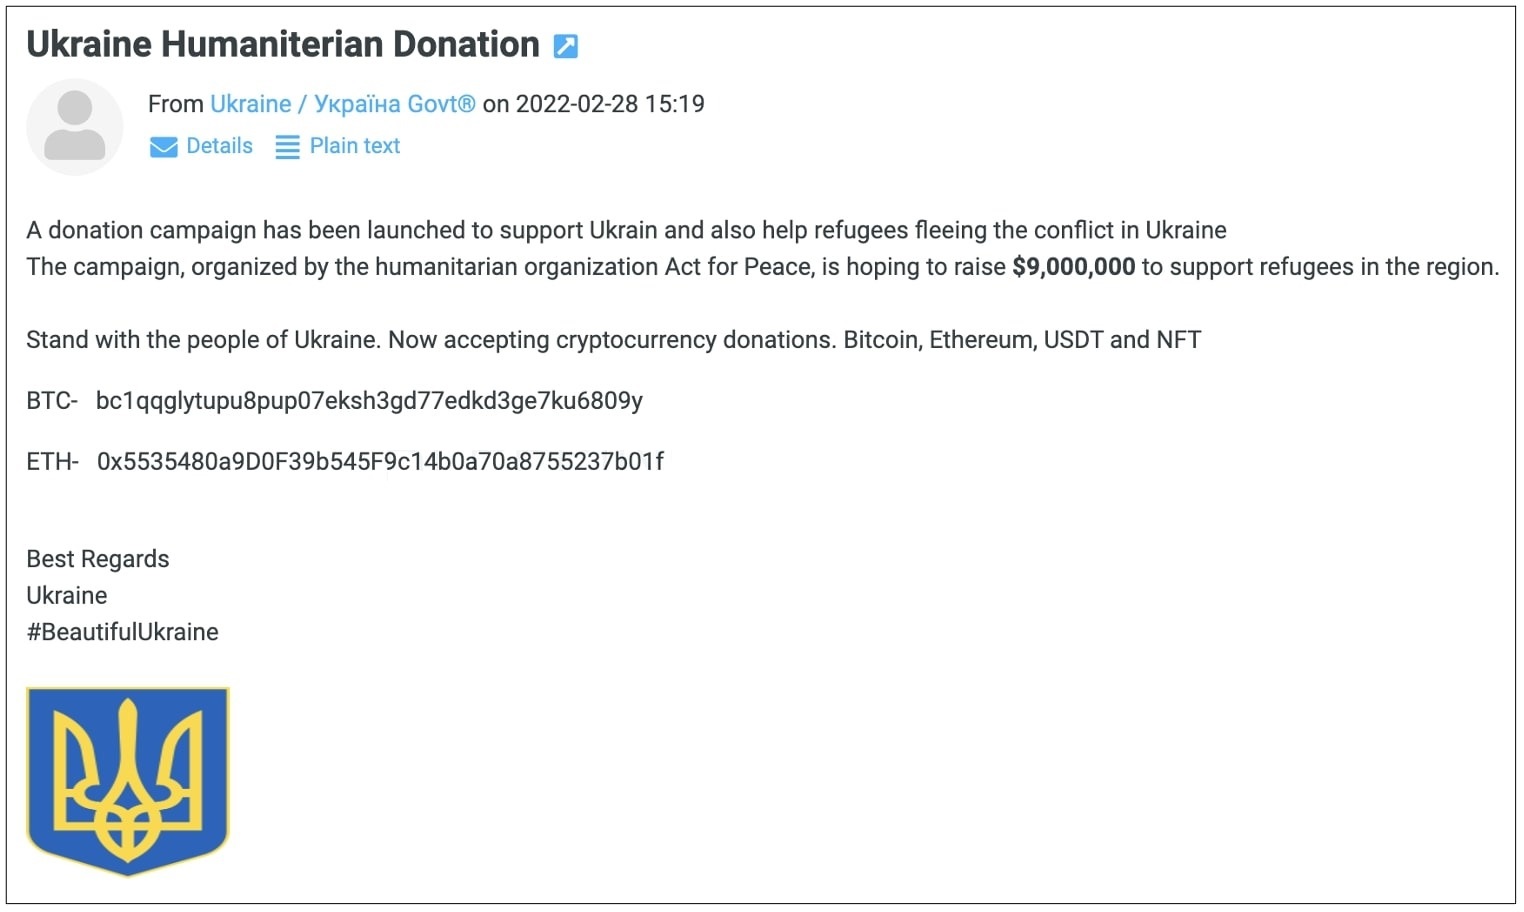 Ukraine Humaniterian Donation
From Ukraine / Україна Govt® on 2022-02-28 15:19
Details Plain text
A donation campaign has been launched to support Ukrain and also help refugees fleeing the conflict in Ukraine
The campaign, organized by the humanitarian organization Act for Peace, is hoping to raise $9,000,000 to support refugees in the region.
Stand with the people of Ukraine. Now accepting cryptocurrency donations. Bitcoin, Ethereum, USDT and NFT
BTC- bc1qqglytupu8pup07eksh3gd77edkd3ge7ku6809y
ETH- 0x5535480a9D0F39b545F9c14b0a70a8755237b01f
Best Regards
Ukraine
#BeautifulUkraine